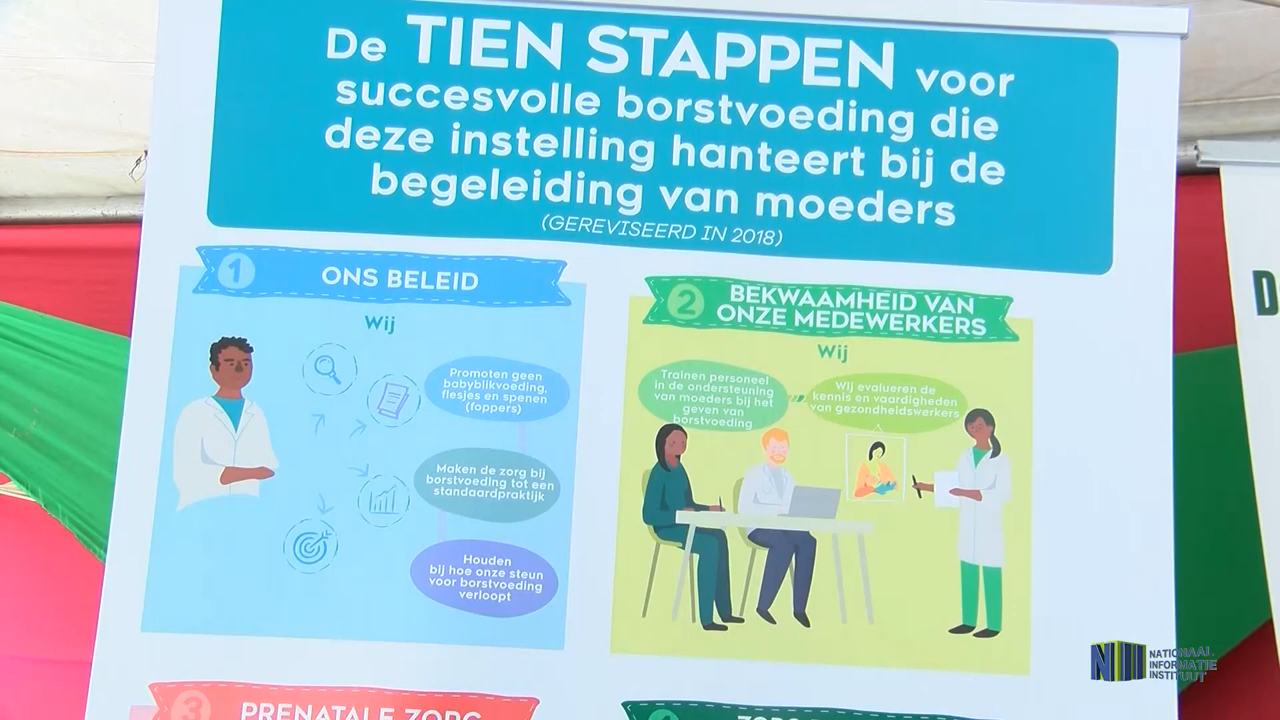 De TIEN STAPPEN voor
succesvolle borstvoeding die
deze instelling hanteert bij de
begeleiding van moeders
(GEREVISEERD IN 2018)
1 ONS BELEID
Wij
Promoten geen
babyblikvoeding,
flesjes en spenen
(foppers)
Maken de zorg bij
borstvoeding tot een
standaardpraktijk
Houden
bij hoe onze steun
voor borstvoeding
verloopt
2 BEKWAAMHEID VAN
ONZE MEDEWERKERS
Wij
Trainen personeel
in de ondersteuning
van moeders bij het
geven van
borstvoeding
Wij evalueren de
kennis en vaardigheden
van gezondheidswerkers
3 PRENATALE ZORG
D
NATIONAAL
INFORMATIE
INSTITUUT